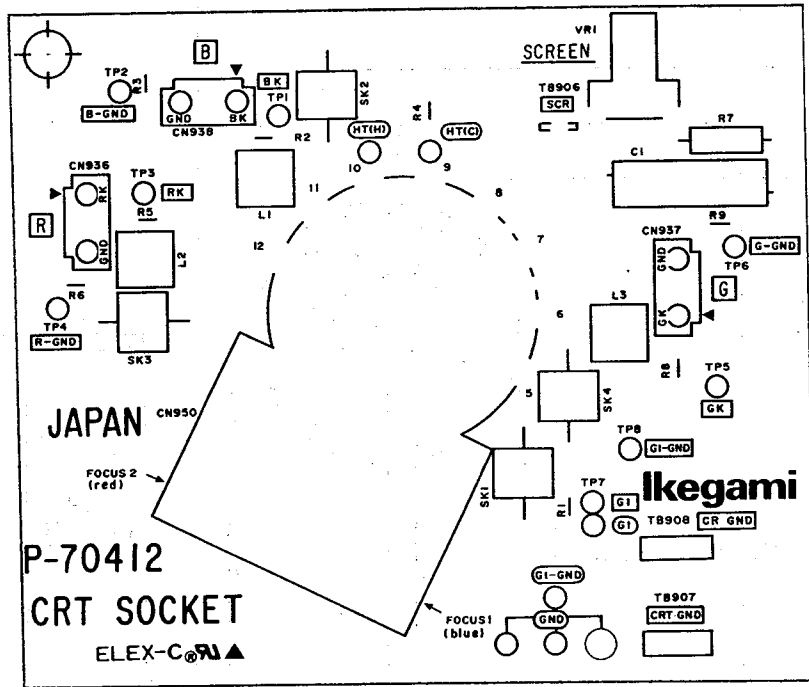 VR1
SCREEN
B
TP2
R3
B-GND
GND
BK
CN938
BK
TP1
SK2
R4
TB906
SCR
R2
HT(H)
HT(C)
10
9
R7
C1
CN936
RK
GND
R
TP3
RK
R5
L1
11
8
12
7
6
5
L2
R9
CN937
GND
GK
G-GND
TP6
G
R6
TP4
R-GND
SK3
L3
R8
TP5
GK
SK4
JAPAN
CN950
FOCUS 2
(red)
TP8
G1-GND
SK1
R1
TP7
G1
G1
Ikegami
TB908
CR GND
P-70412
CRT SOCKET
ELEX-C
G1-GND
GND
FOCUS 1
(blue)
TB907
CRT GND